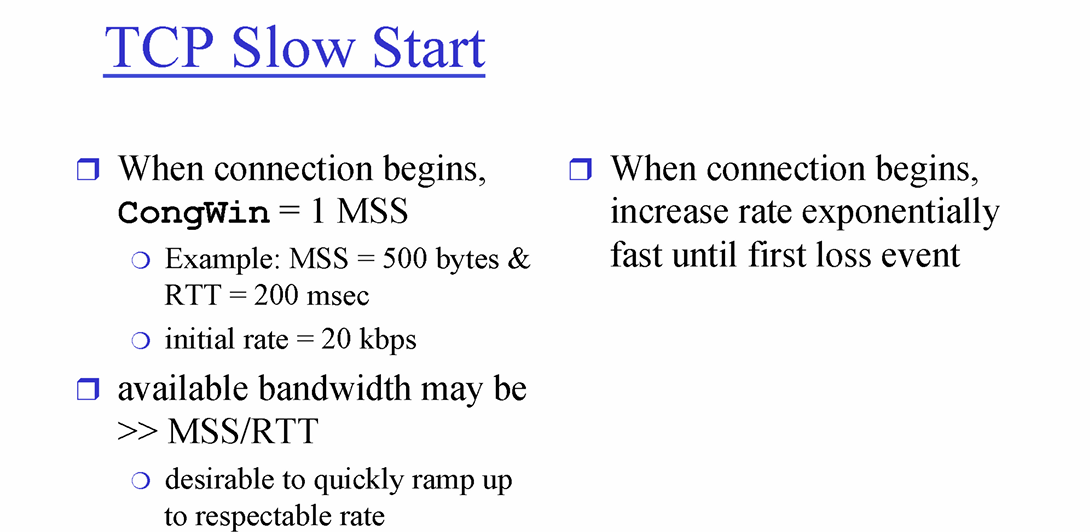 TCP Slow Start
When connection begins,
CongWin = 1 MSS
Example: MSS = 500 bytes &
RTT = 200 msec
initial rate = 20 kbps
available bandwidth may be
>> MSS/RTT
desirable to quickly ramp up
to respectable rate
When connection begins,
increase rate exponentially
fast until first loss event